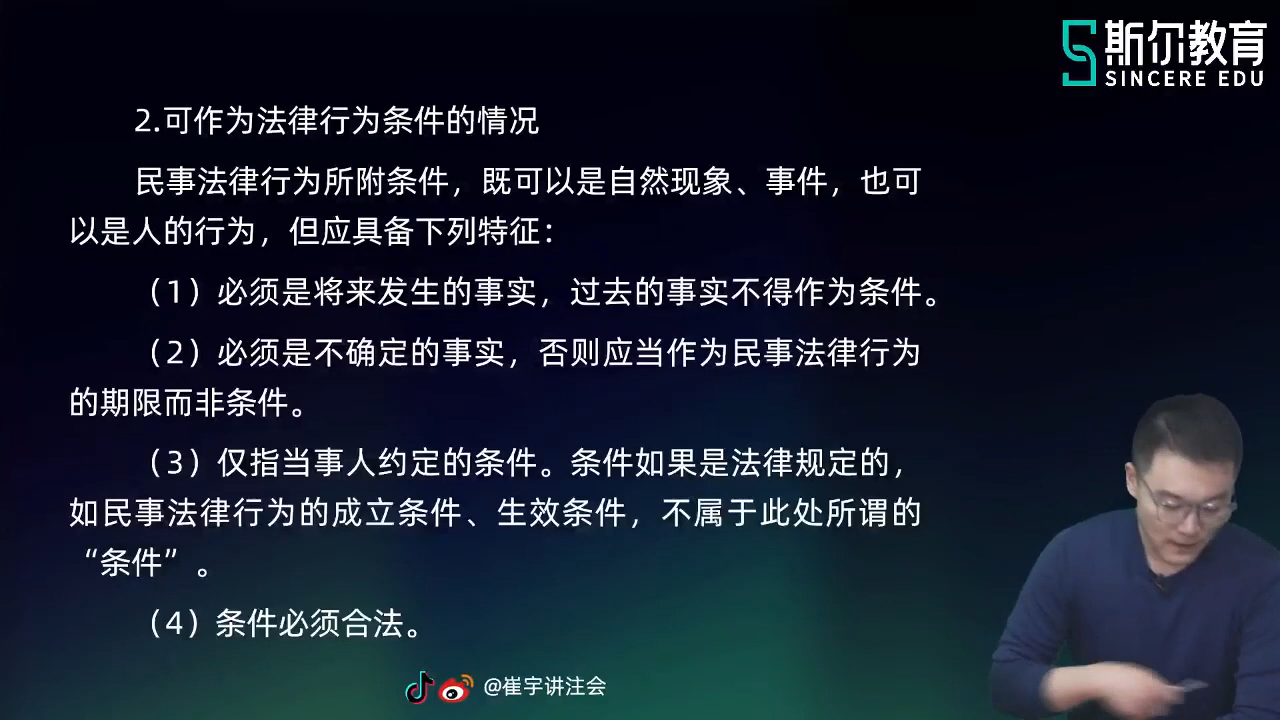 斯尔教育
SINCERE EDU
2.可作为法律行为条件的情况
民事法律行为所附条件，既可以是自然现象、事件，也可
以是人的行为，但应具备下列特征：
（1）必须是将来发生的事实，过去的事实不得作为条件。
（2）必须是不确定的事实，否则应当作为民事法律行为
的期限而非条件。
（3）仅指当事人约定的条件。条件如果是法律规定的，
如民事法律行为的成立条件、生效条件，不属于此处所谓的
“条件”。
（4）条件必须合法。
@崔宇讲注会